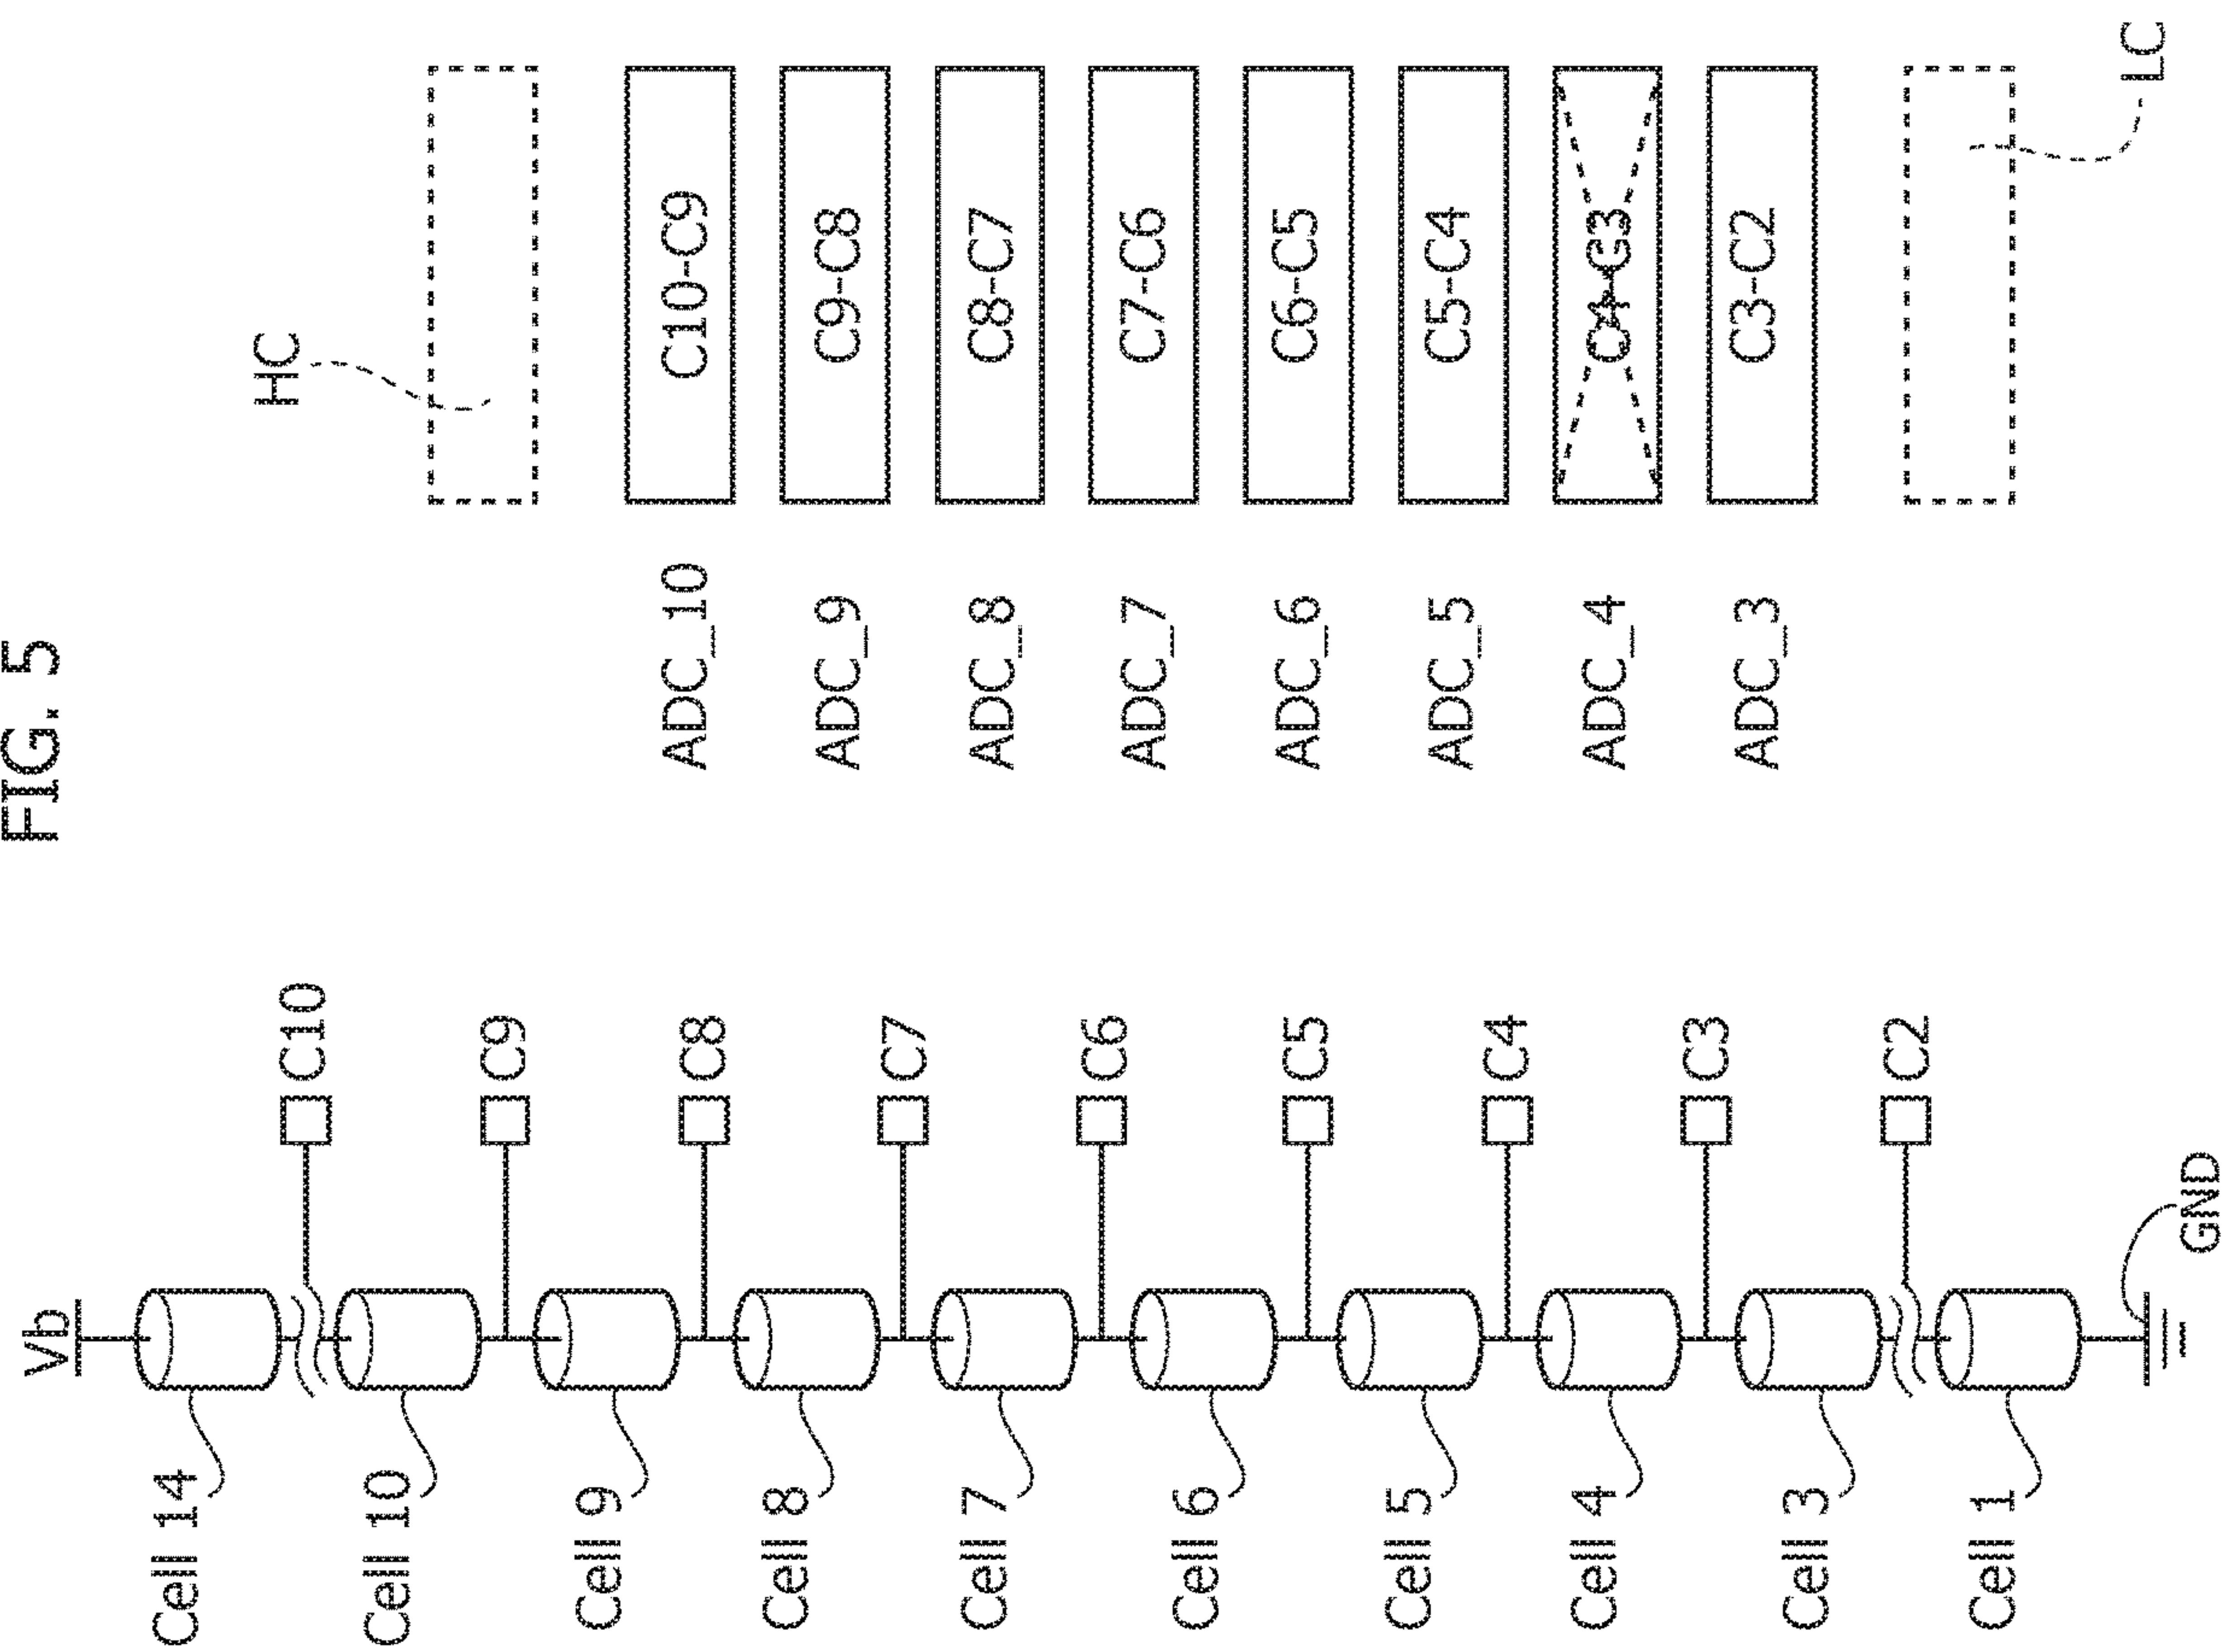 FIG. 5
Vb
Cell 14
Cell 10
Cell 9
Cell 8
Cell 7
Cell 6
Cell 5
Cell 4
Cell 3
Cell 1
C10
C9
C8
C7
C6
C5
C4
C3
C2
GND
ADC_10
ADC_9
ADC_8
ADC_7
ADC_6
ADC_5
ADC_4
ADC_3
HC
C10-C9
C9-C8
C8-C7
C7-C6
C6-C5
C5-C4
C4-C3
C3-C2
LC